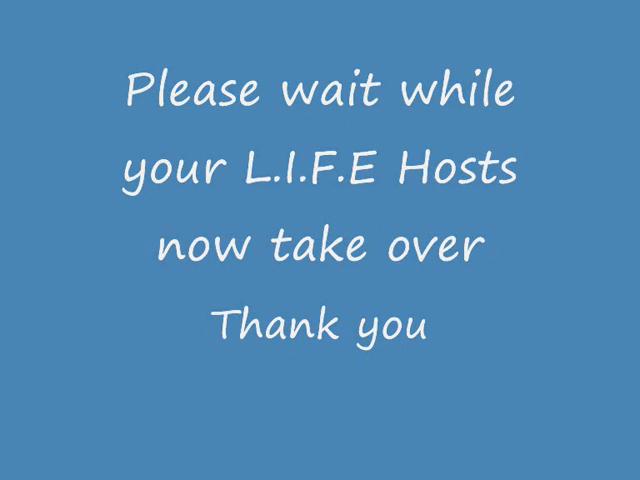 Please wait while
your L.I.F.E Hosts
now take over
Thank you